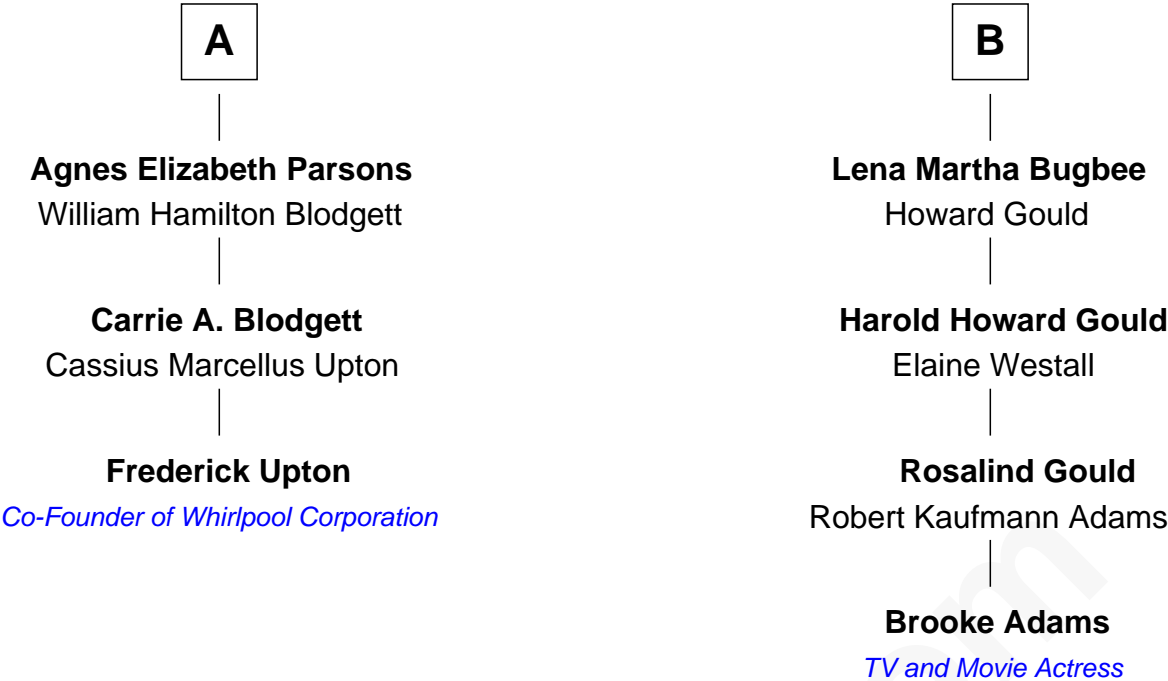 A
Agnes Elizabeth Parsons
William Hamilton Blodgett
Carrie A. Blodgett
Cassius Marcellus Upton
Frederick Upton
Co-Founder of Whirlpool Corporation
B
Lena Martha Bugbee
Howard Gould
Harold Howard Gould
Elaine Westall
Rosalind Gould
Robert Kaufmann Adams
Brooke Adams
TV and Movie Actress